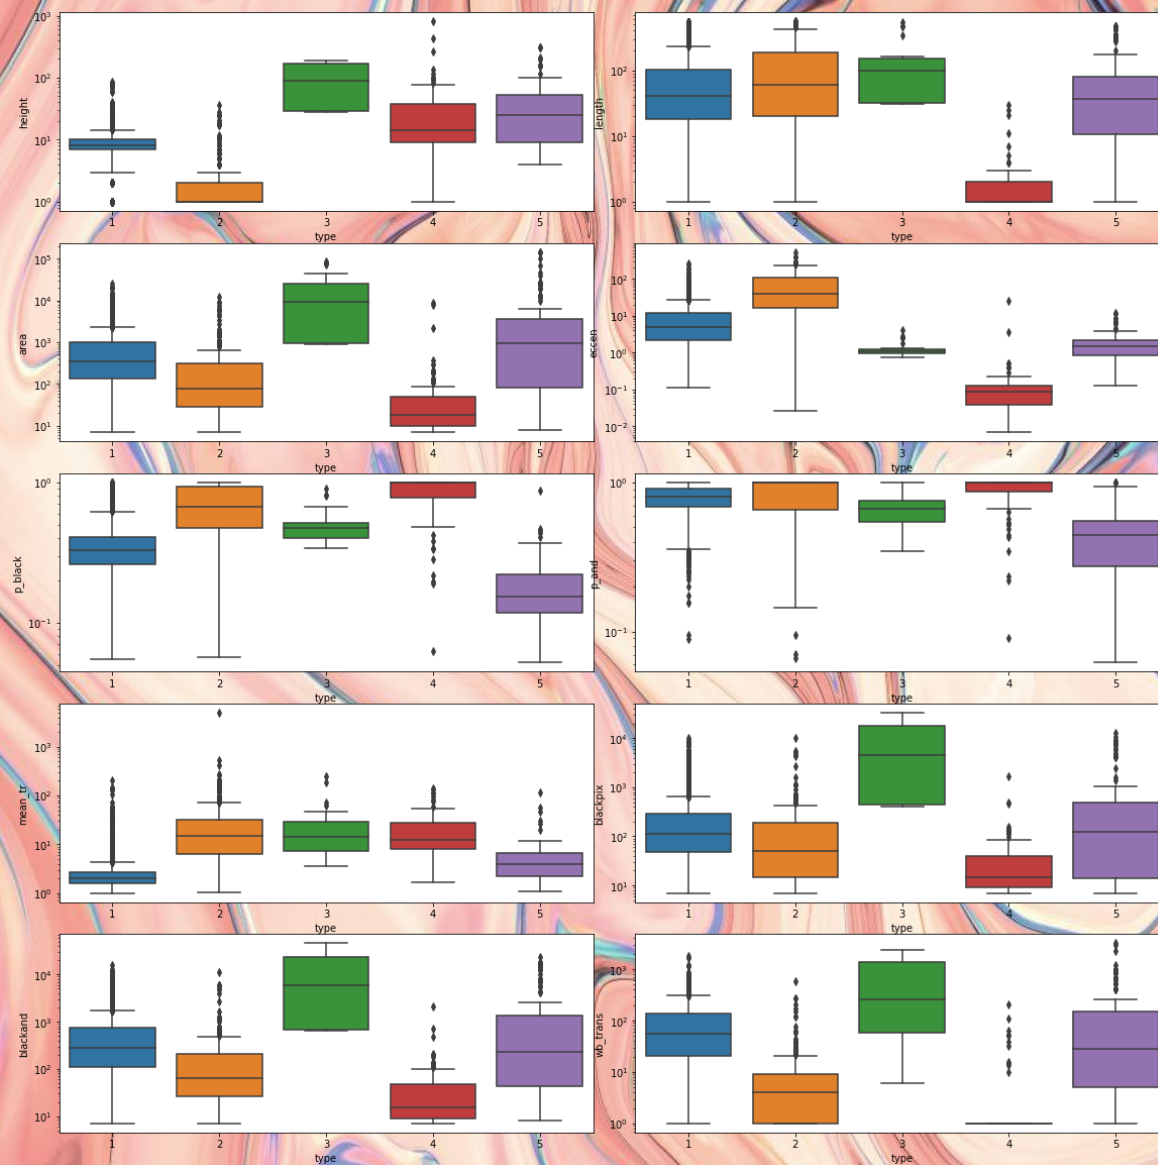 height
10³
10²
10¹
10⁰
1 2 3 4 5
type
length
10²
10¹
10⁰
1 2 3 4 5
type
area
10⁵
10⁴
10³
10²
10¹
1 2 3 4 5
type
eccen
10²
10¹
10⁰
10⁻¹
10⁻²
1 2 3 4 5
type
p_black
10⁰
10⁻¹
1 2 3 4 5
type
p_and
10⁰
10⁻¹
1 2 3 4 5
type
mean_tr
10³
10²
10¹
10⁰
1 2 3 4 5
type
blackpix
10⁴
10³
10²
10¹
1 2 3 4 5
type
blackand
10⁴
10³
10²
10¹
1 2 3 4 5
type
wb_trans
10³
10²
10¹
10⁰
1 2 3 4 5
type